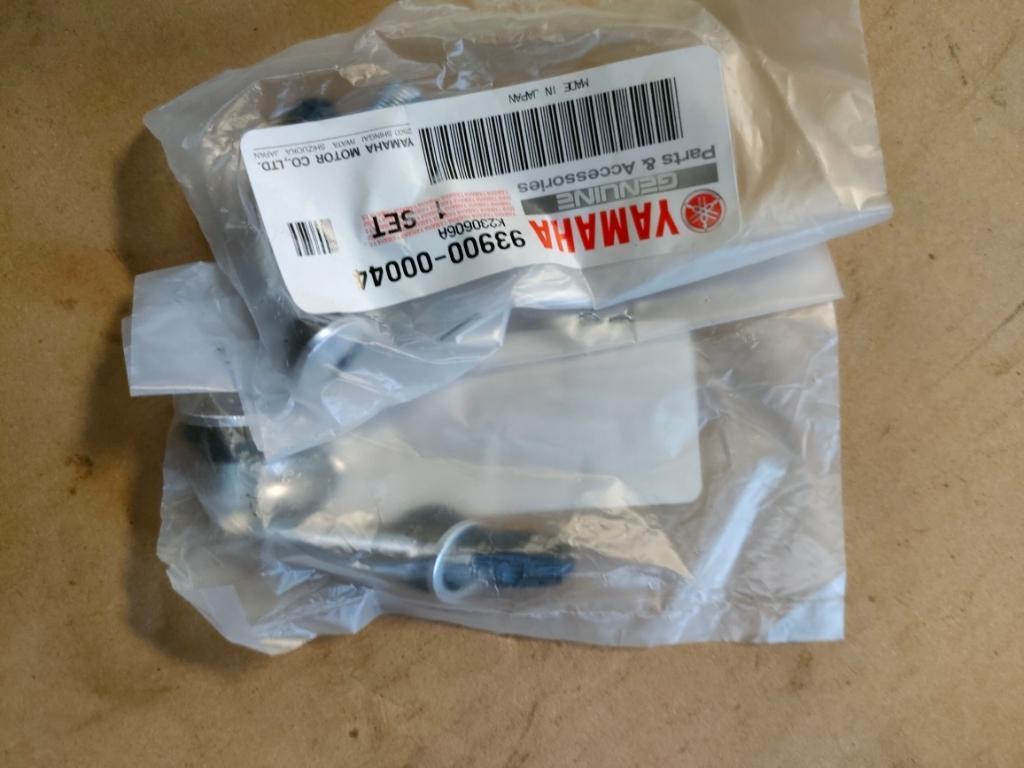 YAMAHA
GENUINE
Parts & Accessories
MADE IN JAPAN
93900-00044
K230606A
1 SET
YAMAHA MOTOR CO., LTD.
2500 SHINGAI IWATA SHIZUOKA JAPAN